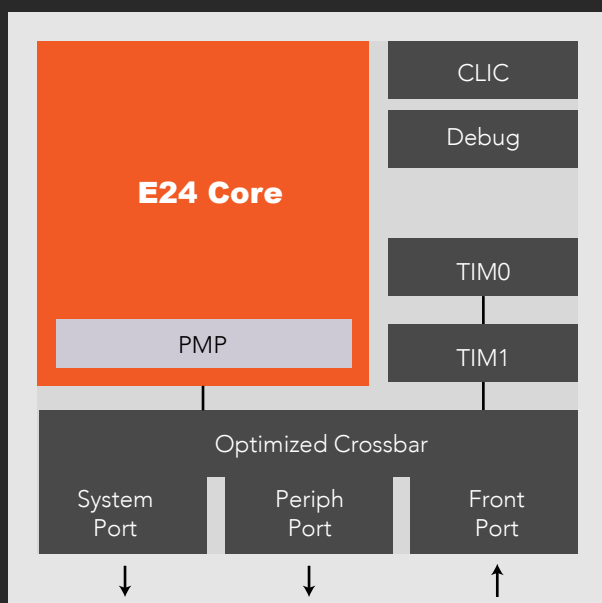 E24 Core
PMP
CLIC
Debug
TIM0
TIM1
Optimized Crossbar
System
Port
Periph
Port
Front
Port